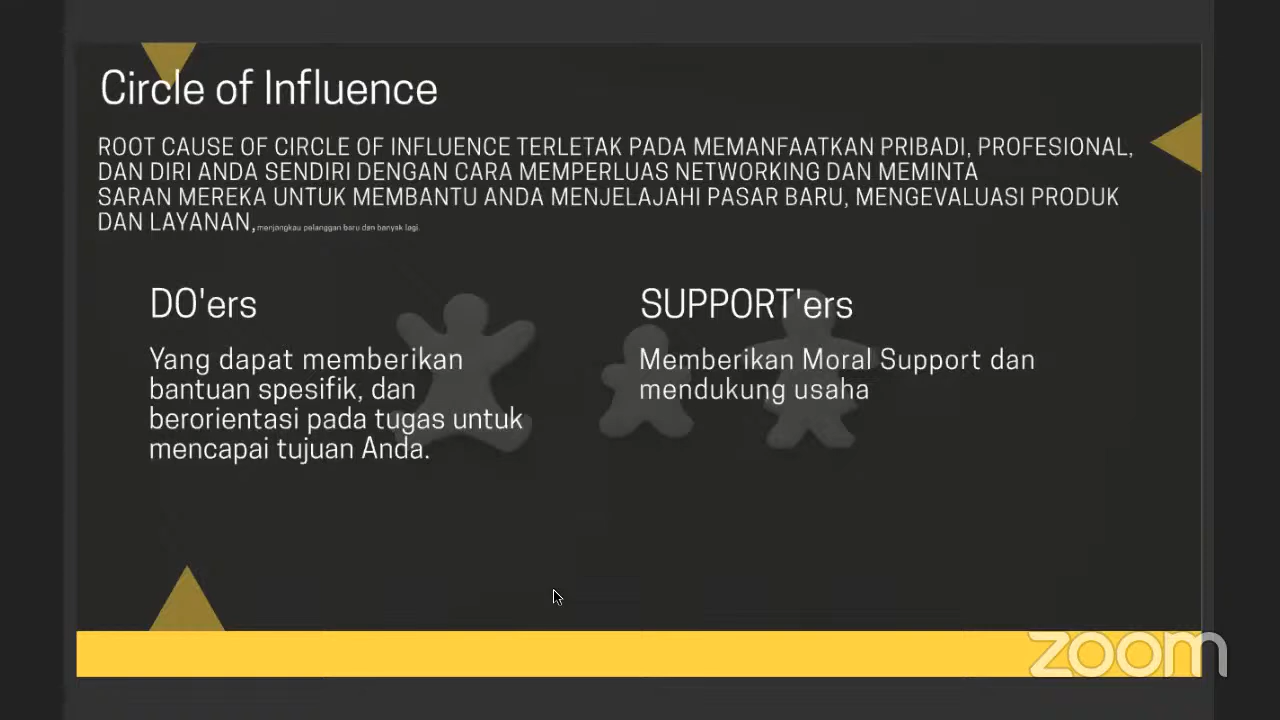 Circle of Influence
ROOT CAUSE OF CIRCLE OF INFLUENCE TERLETAK PADA MEMANFAATKAN PRIBADI, PROFESIONAL,
DAN DIRI ANDA SENDIRI DENGAN CARA MEMPERLUAS NETWORKING DAN MEMINTA
SARAN MEREKA UNTUK MEMBANTU ANDA MENJELAJAHI PASAR BARU, MENGEVALUASI PRODUK
DAN LAYANAN, menjangkau pelanggan baru dan banyak lagi.
DO'ers
Yang dapat memberikan
bantuan spesifik, dan
berorientasi pada tugas untuk
mencapai tujuan Anda.
SUPPORT'ers
Memberikan Moral Support dan
mendukung usaha
zoom